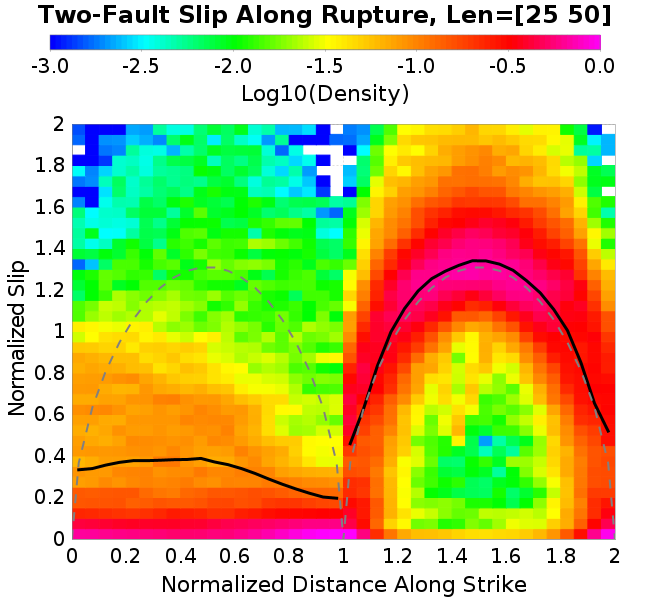 Two-Fault Slip Along Rupture, Len=[25 50]
-3.0 -2.5 -2.0 -1.5 -1.0 -0.5 0.0
Log10(Density)
2
1.8
1.6
1.4
1.2
1
0.8
0.6
0.4
0.2
0
Normalized Slip
0 0.2 0.4 0.6 0.8 1 1.2 1.4 1.6 1.8 2
Normalized Distance Along Strike